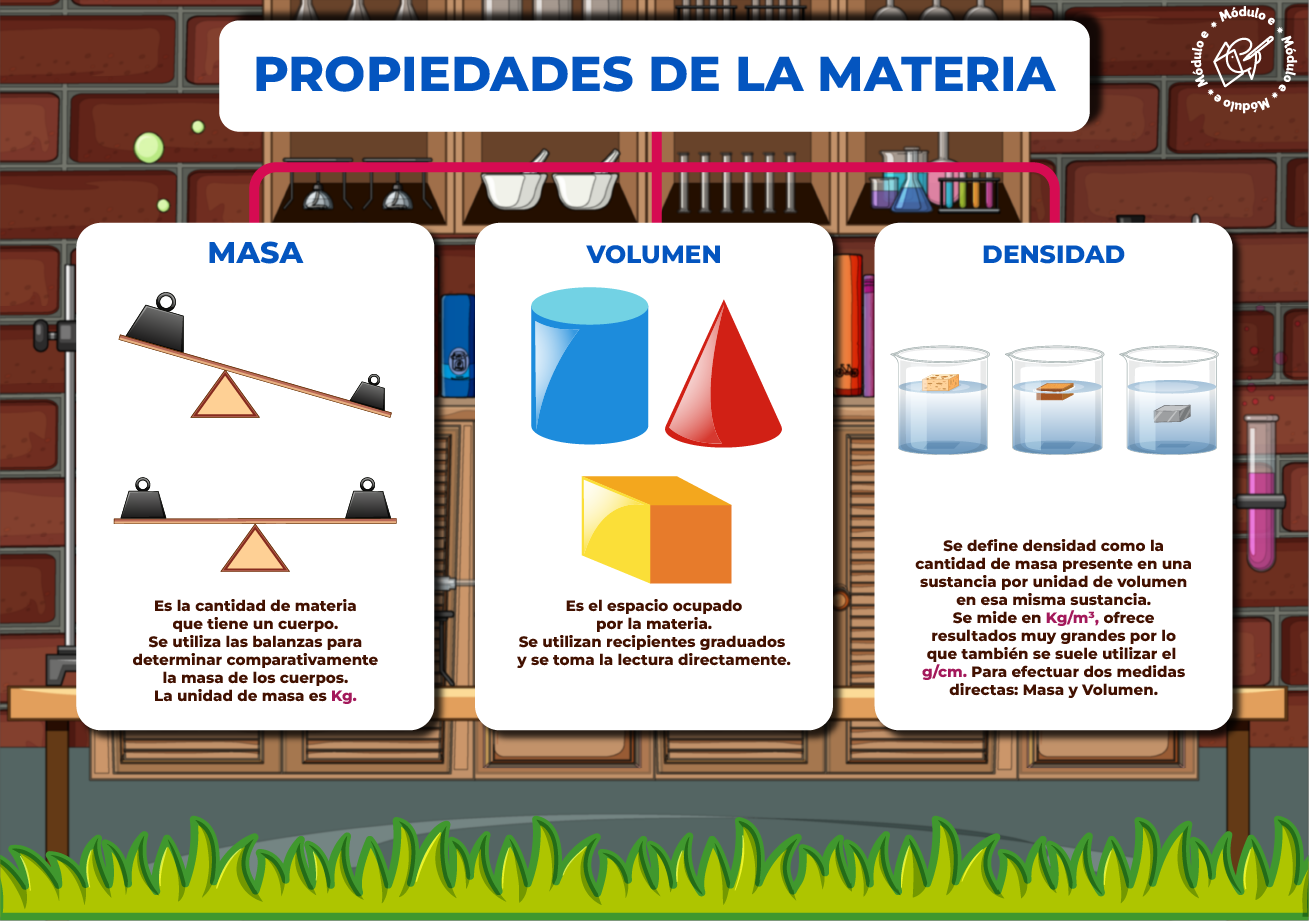 PROPIEDADES DE LA MATERIA
Módulo e * Módulo e * Módulo e * Módulo e *
MASA
Es la cantidad de materia
que tiene un cuerpo.
Se utiliza las balanzas para
determinar comparativamente
la masa de los cuerpos.
La unidad de masa es Kg.
VOLUMEN
Es el espacio ocupado
por la materia.
Se utilizan recipientes graduados
y se toma la lectura directamente.
DENSIDAD
Se define densidad como la
cantidad de masa presente en una
sustancia por unidad de volumen
en esa misma sustancia.
Se mide en Kg/m³, ofrece
resultados muy grandes por lo
que también se suele utilizar el
g/cm. Para efectuar dos medidas
directas: Masa y Volumen.